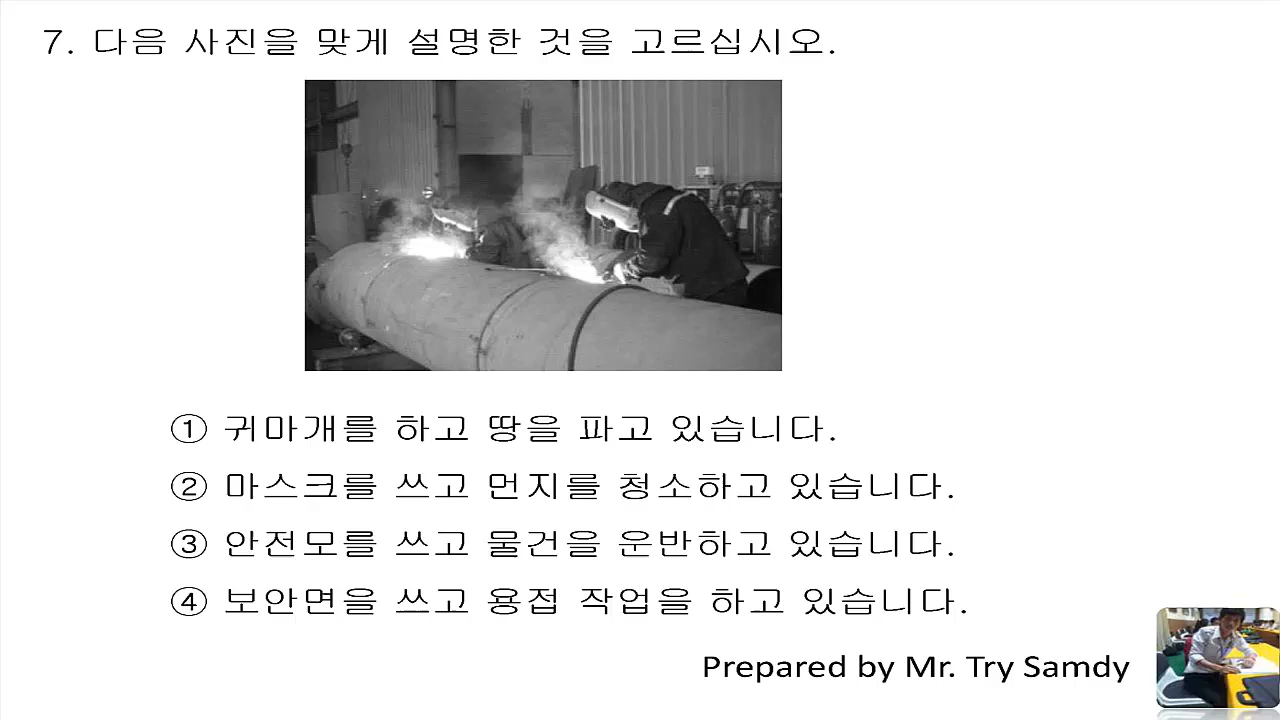 7. 다음 사진을 맞게 설명한 것을 고르십시오.
① 귀마개를 하고 땅을 파고 있습니다.
② 마스크를 쓰고 먼지를 청소하고 있습니다.
③ 안전모를 쓰고 물건을 운반하고 있습니다.
④ 보안면을 쓰고 용접 작업을 하고 있습니다.
Prepared by Mr. Try Samdy